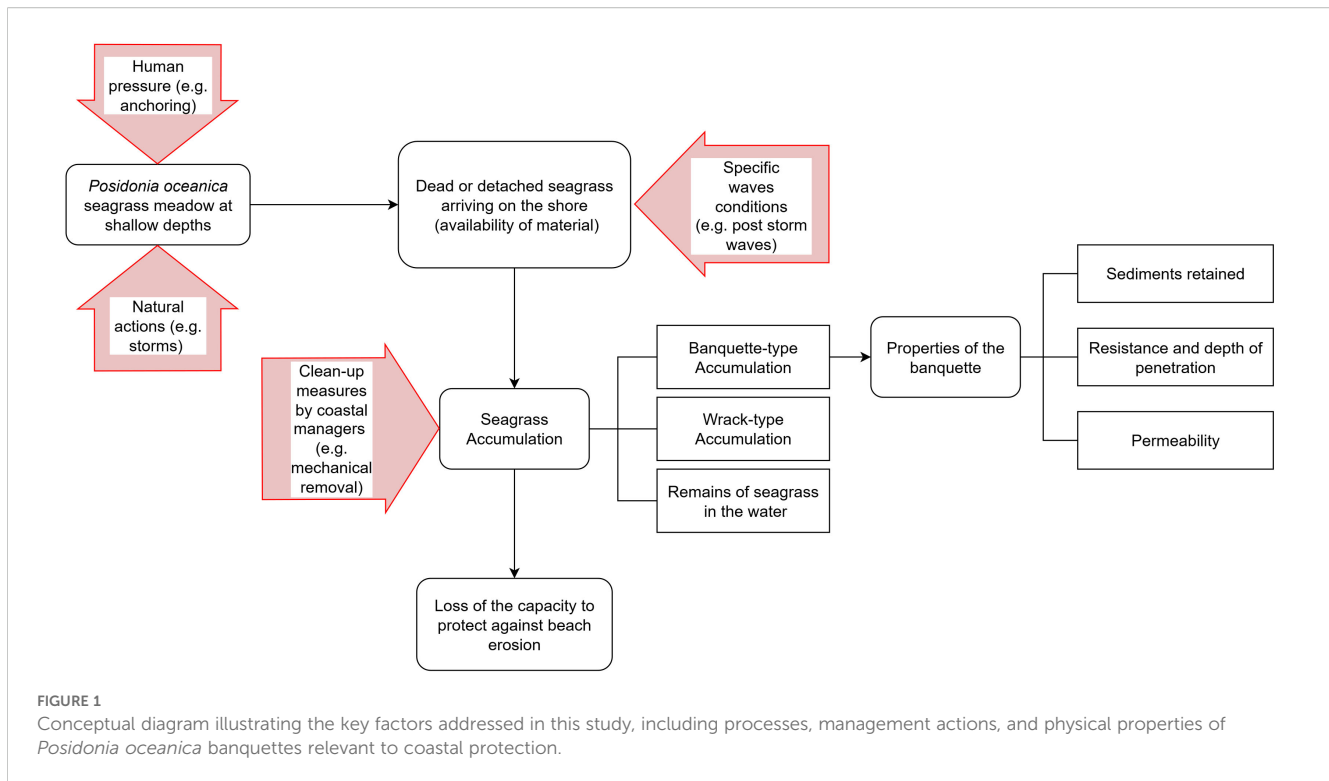 Human
pressure (e.g.
anchoring)
Posidonia oceanica
seagrass meadow at
shallow depths
Natural
actions (e.g.
storms)
Dead or detached seagrass
arriving on the shore
(availability of material)
Specific
waves
conditions
(e.g. post storm
waves)
Clean-up
measures
by coastal
managers
(e.g.
mechanical
removal)
Seagrass
Accumulation
Banquette-type
Accumulation
Wrack-type
Accumulation
Remains of seagrass
in the water
Properties of the
banquette
Sediments retained
Resistance and depth of
penetration
Permeability
Loss of the capacity to
protect against beach
erosion
FIGURE 1
Conceptual diagram illustrating the key factors addressed in this study, including processes, management actions, and physical properties of
Posidonia oceanica banquettes relevant to coastal protection.